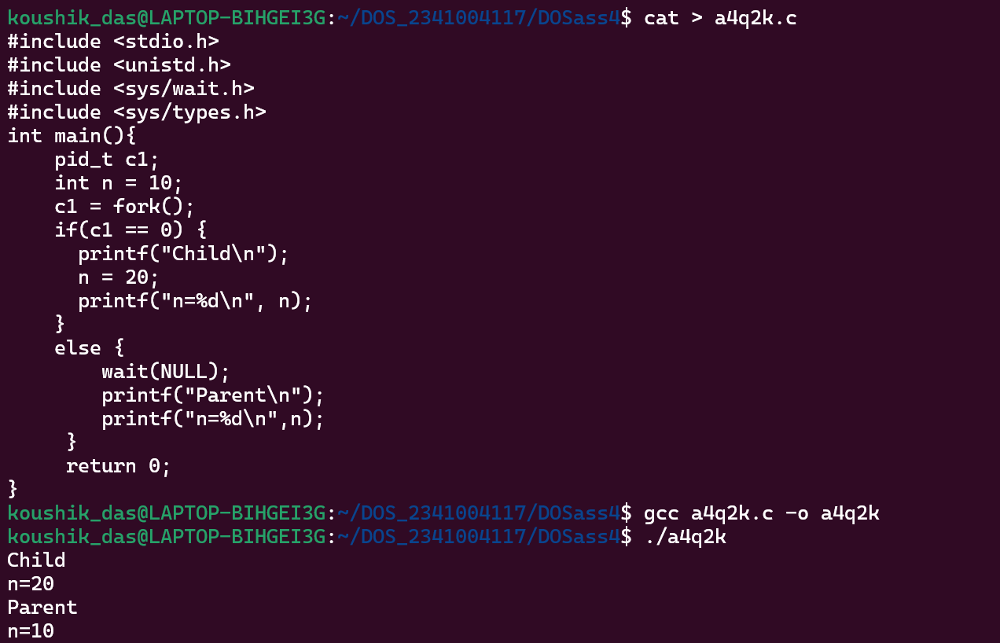 koushik_das@LAPTOP-BIHGEI3G:~/DOS_2341004117/DOSass4$ cat > a4q2k.c
#include <stdio.h>
#include <unistd.h>
#include <sys/wait.h>
#include <sys/types.h>
int main(){
    pid_t c1;
    int n = 10;
    c1 = fork();
    if(c1 == 0) {
      printf("Child\n");
      n = 20;
      printf("n=%d\n", n);
    }
    else {
        wait(NULL);
        printf("Parent\n");
        printf("n=%d\n",n);
     }
     return 0;
}
koushik_das@LAPTOP-BIHGEI3G:~/DOS_2341004117/DOSass4$ gcc a4q2k.c -o a4q2k
koushik_das@LAPTOP-BIHGEI3G:~/DOS_2341004117/DOSass4$ ./a4q2k
Child
n=20
Parent
n=10